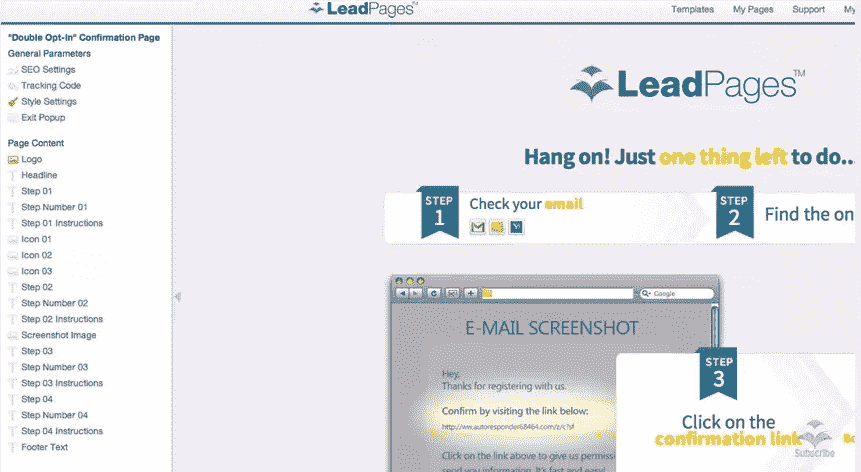 LeadPages™
Templates My Pages Support My
"Double Opt-In" Confirmation Page
General Parameters
SEO Settings
Tracking Code
Style Settings
Exit Popup
Page Content
Logo
Headline
Step 01
Step Number 01
Step 01 Instructions
Icon 01
Icon 02
Icon 03
Step 02
Step Number 02
Step 02 Instructions
Screenshot Image
Step 03
Step Number 03
Step 03 Instructions
Step 04
Step Number 04
Step 04 Instructions
Footer Text
LeadPages™
Hang on! Just one thing left to do..
STEP
1
Check your email
STEP
2
Find the on
Google
E-MAIL SCREENSHOT
Hey,
Thanks for registering with us.
Confirm by visiting the link below:
http://ww.autoresponder68464.com/z/c?sf
Click on the link above to give us permiss
send you information. It's fast and easy!
STEP
3
Click on the
confirmation link
Subscribe